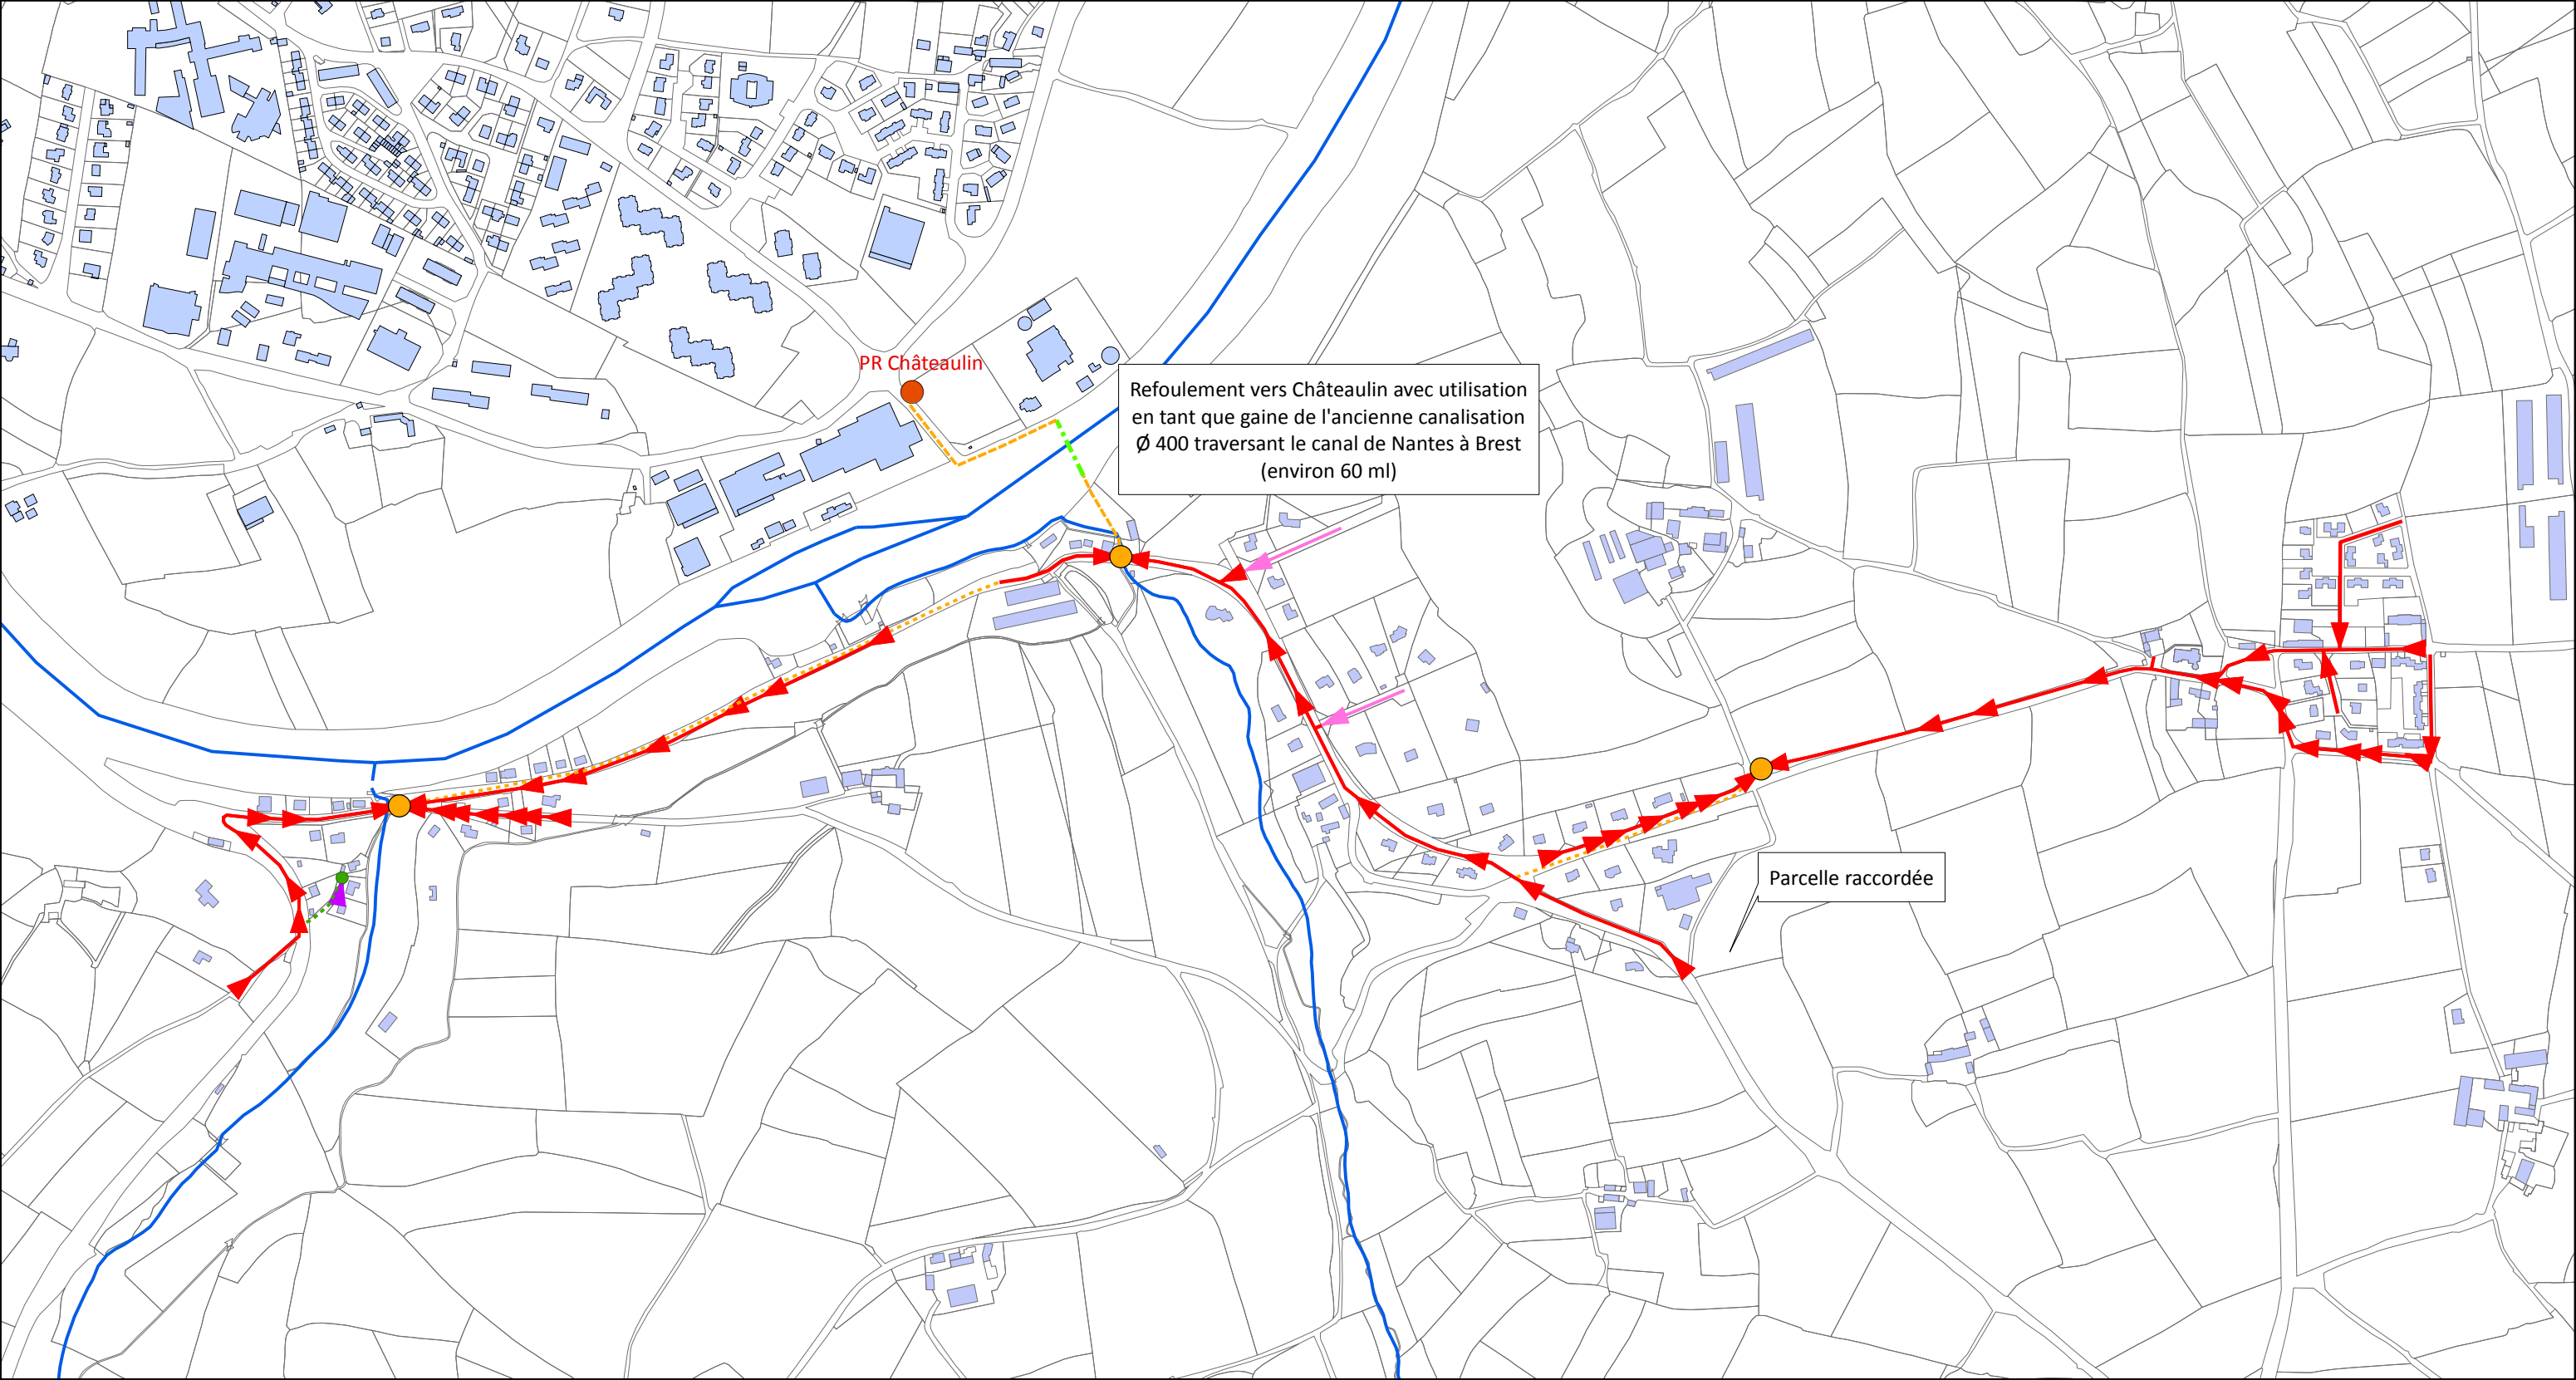 PR Châteaulin
Refoulement vers Châteaulin avec utilisation
en tant que gaine de l'ancienne canalisation
Ø 400 traversant le canal de Nantes à Brest
(environ 60 ml)
Parcelle raccordée